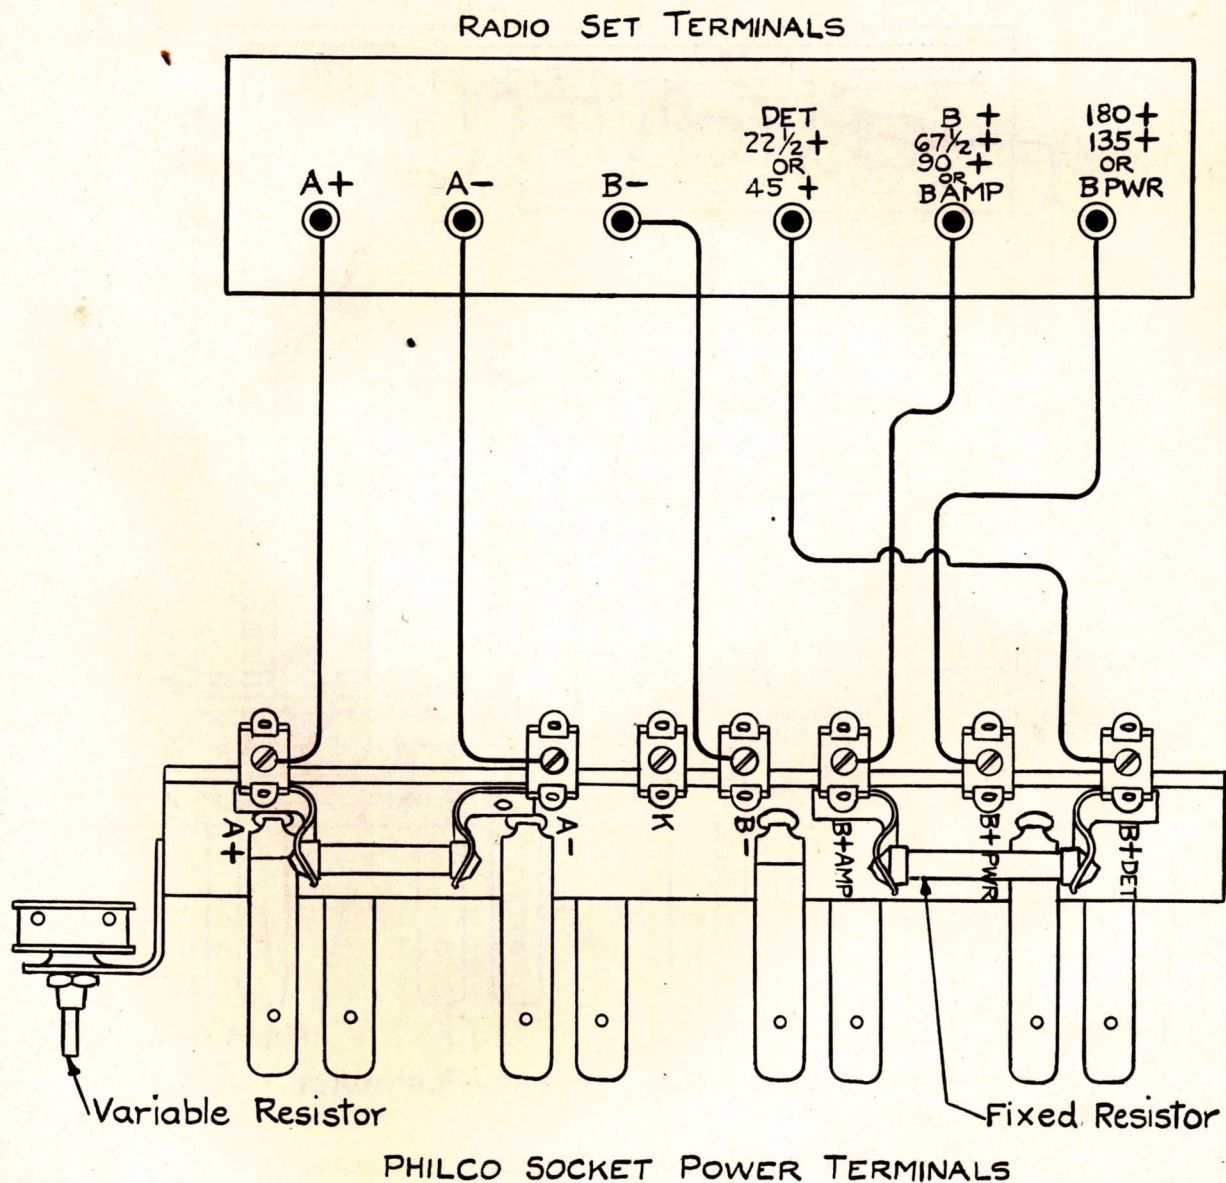 RADIO SET TERMINALS
A+
A-
B-
DET
22½+
OR
45 +
B +
67½+
90 +
OR
B AMP
180+
135+
OR
B PWR
A+
A-
K
B-
B+AMP
B+PWR
B+DET
Variable Resistor
Fixed Resistor
PHILCO SOCKET POWER TERMINALS